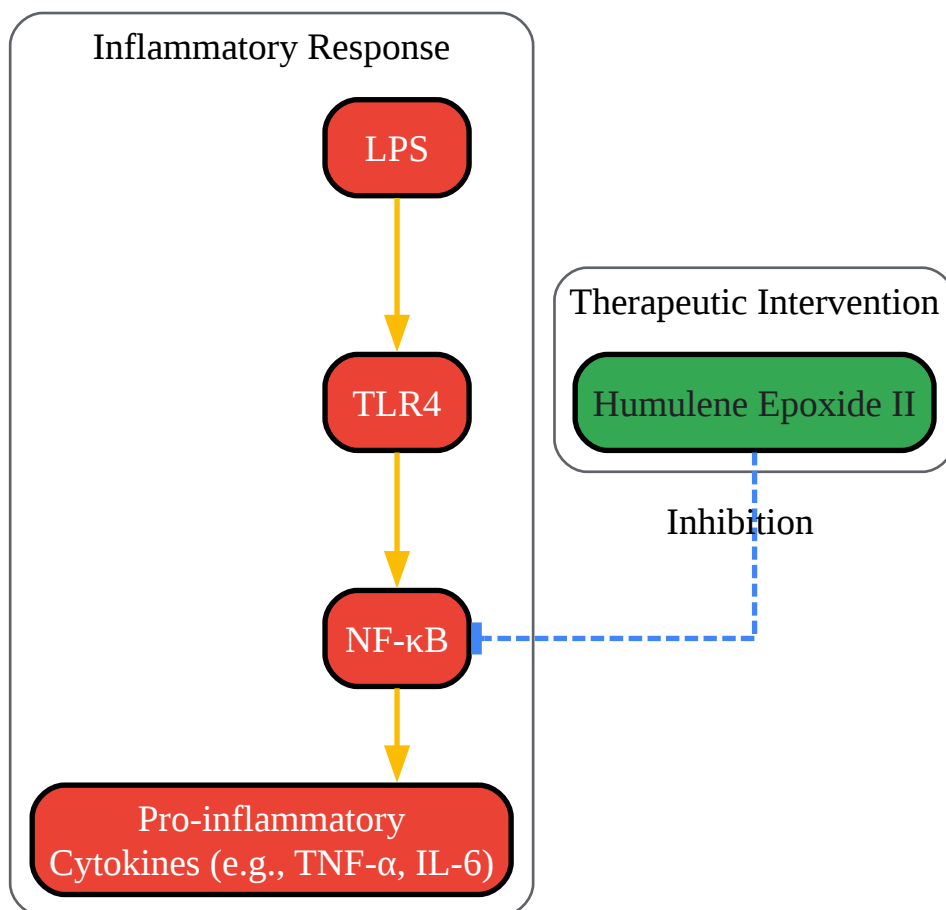 Inflammatory Response
LPS
Therapeutic Intervention
TLR4
Humulene Epoxide II
Inhibition
NF-κB
Pro-inflammatory
Cytokines (e.g., TNF-α, IL-6)